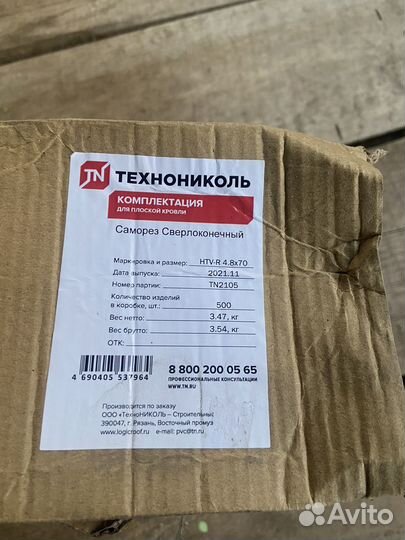 TN ТЕХНОНИКОЛЬ
КОМПЛЕКТАЦИЯ
ДЛЯ ПЛОСКОЙ КРОВЛИ
Саморез Сверлоконечный
Маркировка и размер: HTV-R 4.8x70
Дата выпуска: 2021.11
Номер партии: TN2105
Количество изделий
в коробке, шт.: 500
Вес нетто: 3.47, кг
Вес брутто: 3.54, кг
ОТК:
4 690405 537964
8 800 200 05 65
ПРОФЕССИОНАЛЬНЫЕ КОНСУЛЬТАЦИИ
WWW.TN.RU
Производится по заказу
ООО «ТехноНИКОЛЬ – Строительные
390047, г. Рязань, Восточный промуз
www.logicroof.ru e-mail: pvc@tn.ru
Avito